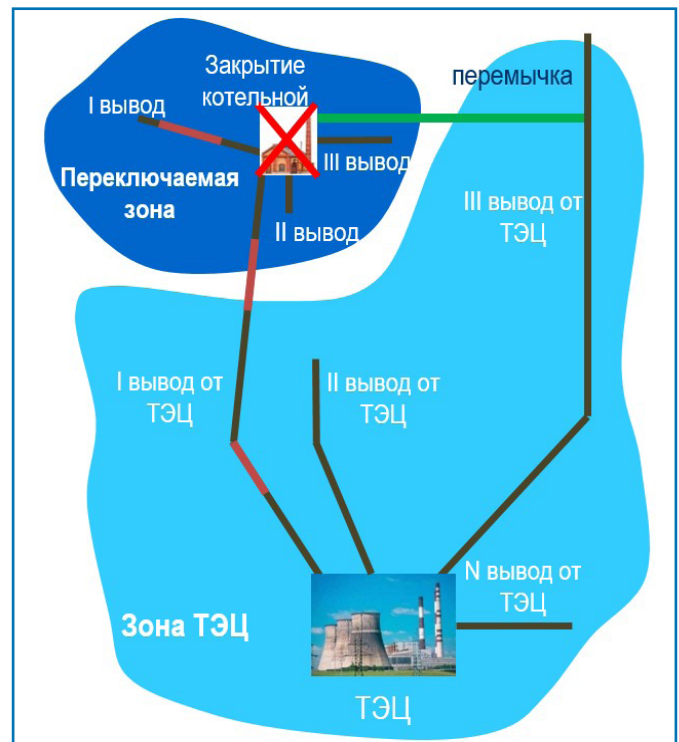 Закрытие
котельной
перемычка
I вывод
III вывод
Переключаемая
зона
II вывод
III вывод от
ТЭЦ
I вывод от
ТЭЦ
II вывод от
ТЭЦ
N вывод от
ТЭЦ
Зона ТЭЦ
ТЭЦ